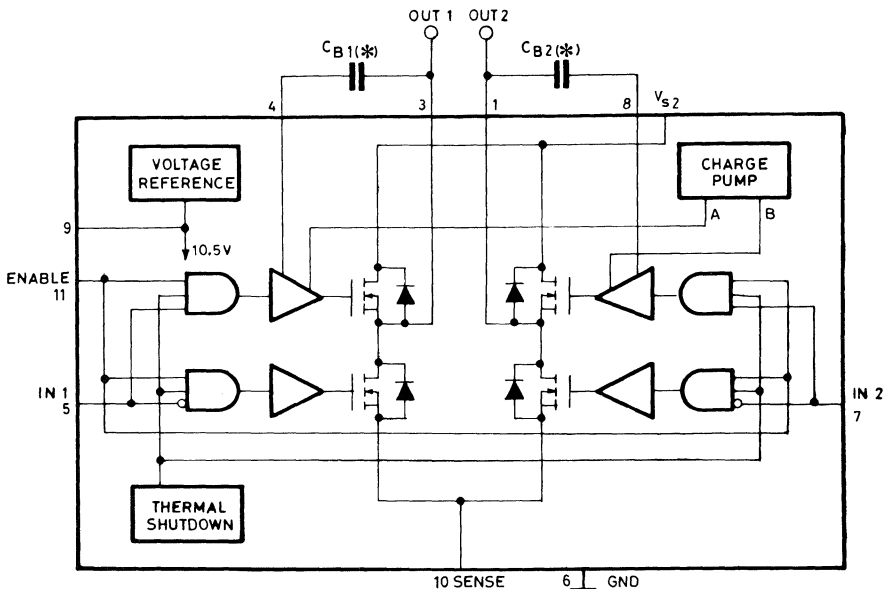 OUT 1 OUT 2
CB1(*) CB2(*)
4 3 1 8 Vs2
VOLTAGE
REFERENCE
CHARGE
PUMP
A B
9
10.5V
ENABLE
11
IN 1
5
IN 2
7
THERMAL
SHUTDOWN
10 SENSE 6 GND